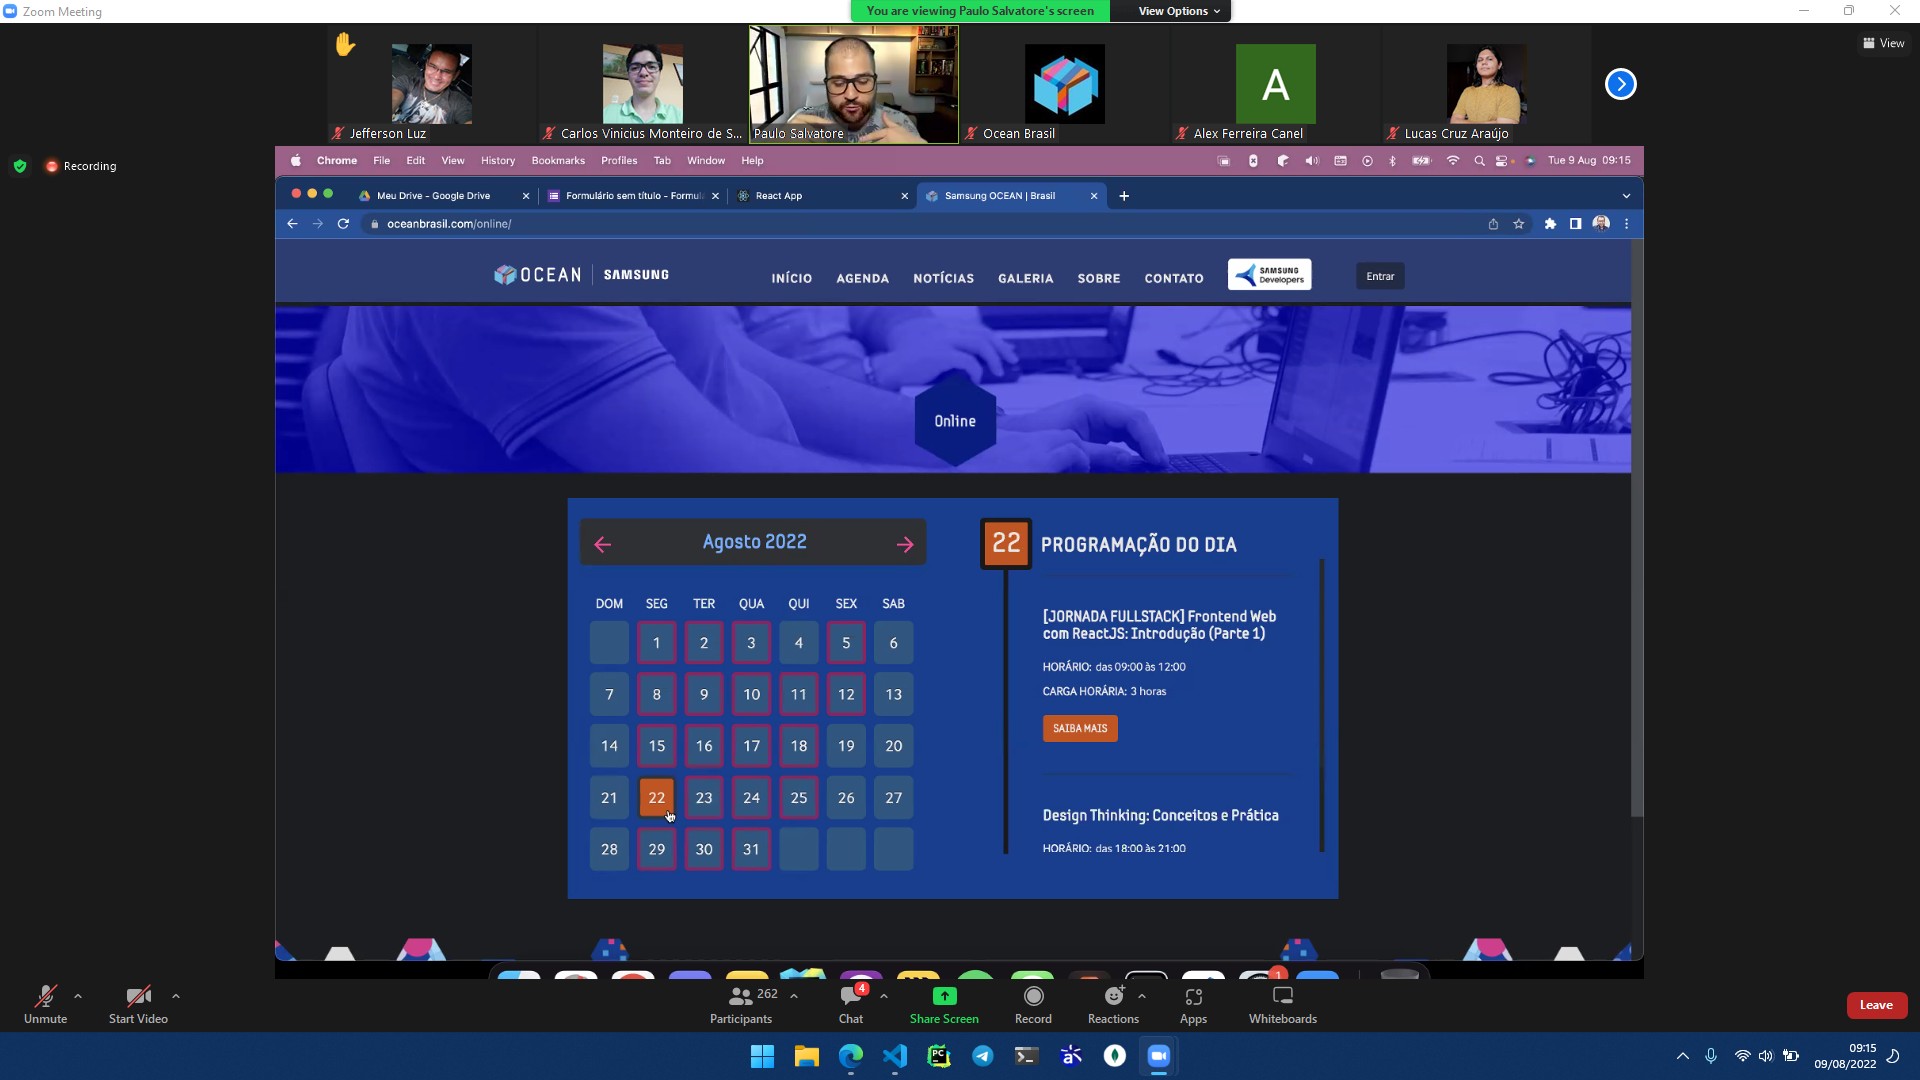 Zoom Meeting
You are viewing Paulo Salvatore's screen
View Options
View
Jefferson Luz
Carlos Vinicius Monteiro de S...
Paulo Salvatore
Ocean Brasil
A
Alex Ferreira Canel
Lucas Cruz Araújo
Recording
Chrome File Edit View History Bookmarks Profiles Tab Window Help
Tue 9 Aug 09:15
Meu Drive - Google Drive
Formulário sem título - Formul
React App
Samsung OCEAN | Brasil
oceanbrasil.com/online/
OCEAN
SAMSUNG
INÍCIO AGENDA NOTÍCIAS GALERIA SOBRE CONTATO
SAMSUNG
Developers
Entrar
Online
Agosto 2022
DOM SEG TER QUA QUI SEX SAB
1 2 3 4 5 6
7 8 9 10 11 12 13
14 15 16 17 18 19 20
21 22 23 24 25 26 27
28 29 30 31
22
PROGRAMAÇÃO DO DIA
[JORNADA FULLSTACK] Frontend Web
com ReactJS: Introdução (Parte 1)
HORÁRIO: das 09:00 às 12:00
CARGA HORÁRIA: 3 horas
SAIBA MAIS
Design Thinking: Conceitos e Prática
HORÁRIO: das 18:00 às 21:00
1
Unmute
Start Video
262
Participants
4
Chat
Share Screen
Record
Reactions
Apps
Whiteboards
Leave
PC
09:15
09/08/2022